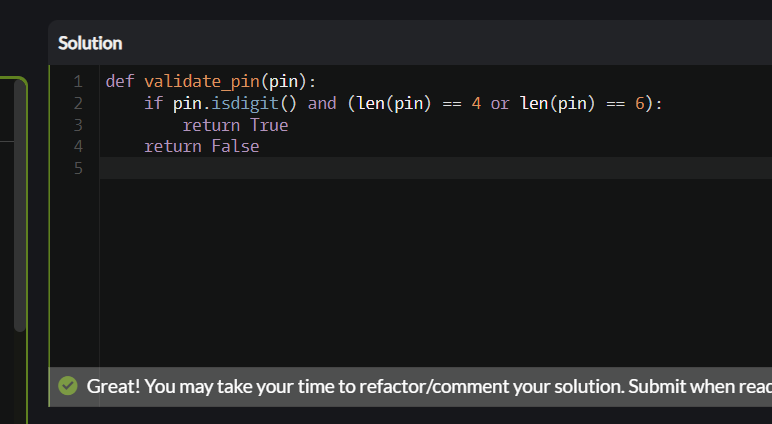 Solution
1 def validate_pin(pin):
2     if pin.isdigit() and (len(pin) == 4 or len(pin) == 6):
3         return True
4     return False
5
Great! You may take your time to refactor/comment your solution. Submit when